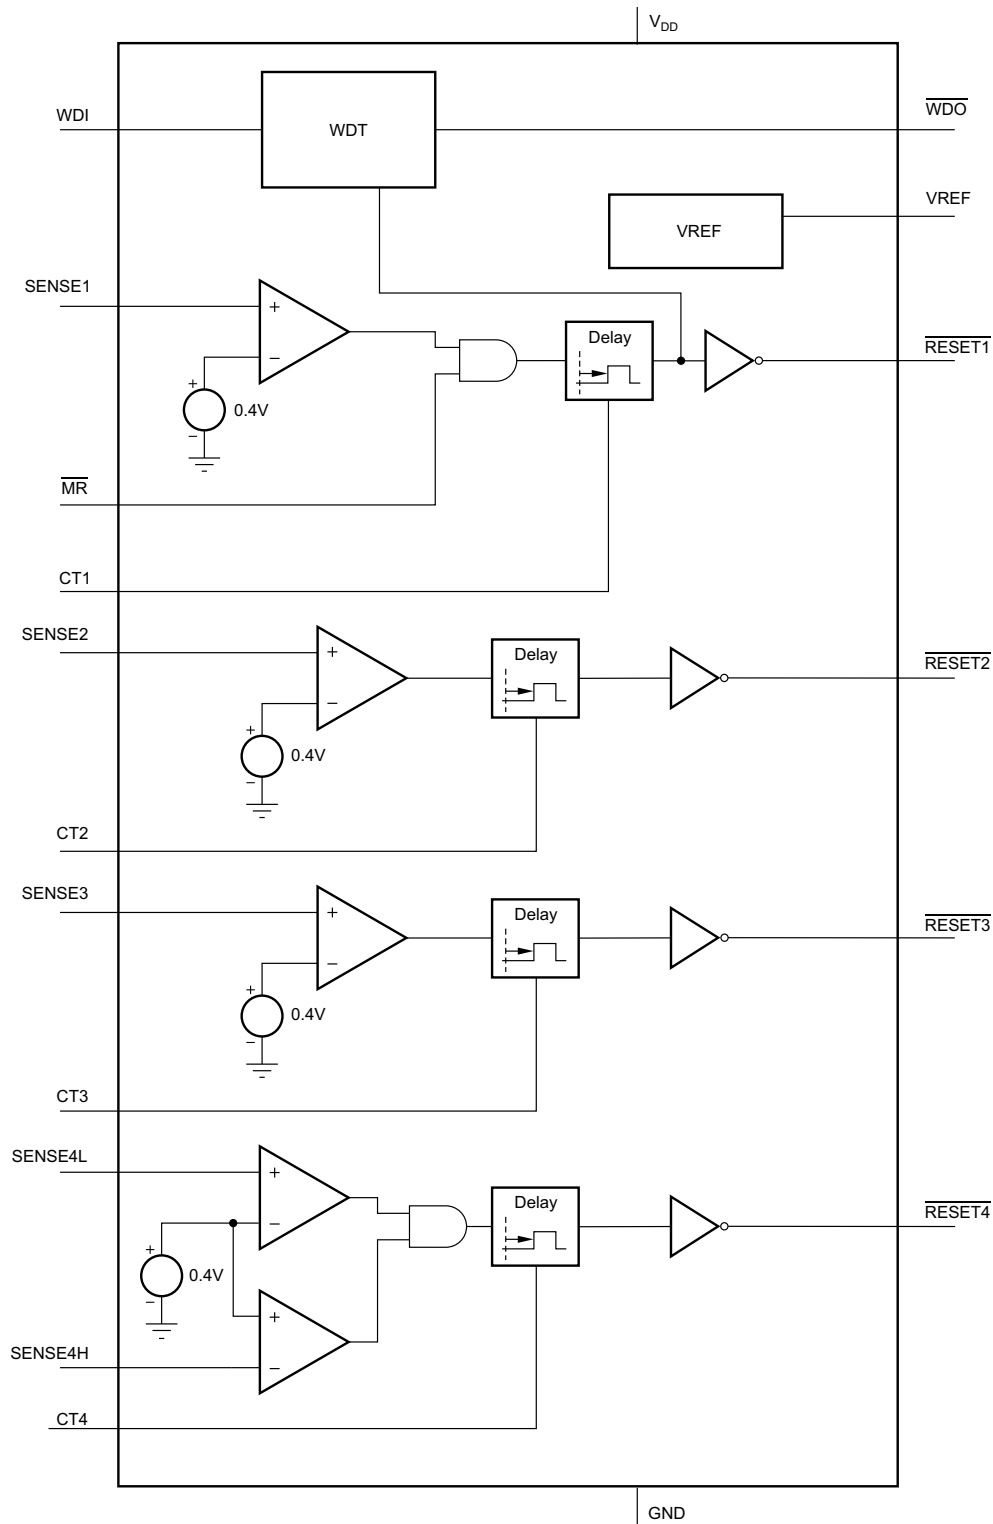 VDD
WDI
WDT
WDO
VREF
VREF
SENSE1
+
−
+
0.4V
−
Delay
RESET1
MR
CT1
SENSE2
+
−
+
0.4V
−
Delay
RESET2
CT2
SENSE3
+
−
+
0.4V
−
Delay
RESET3
CT3
SENSE4L
+
−
+
0.4V
−
Delay
RESET4
+
−
SENSE4H
CT4
GND